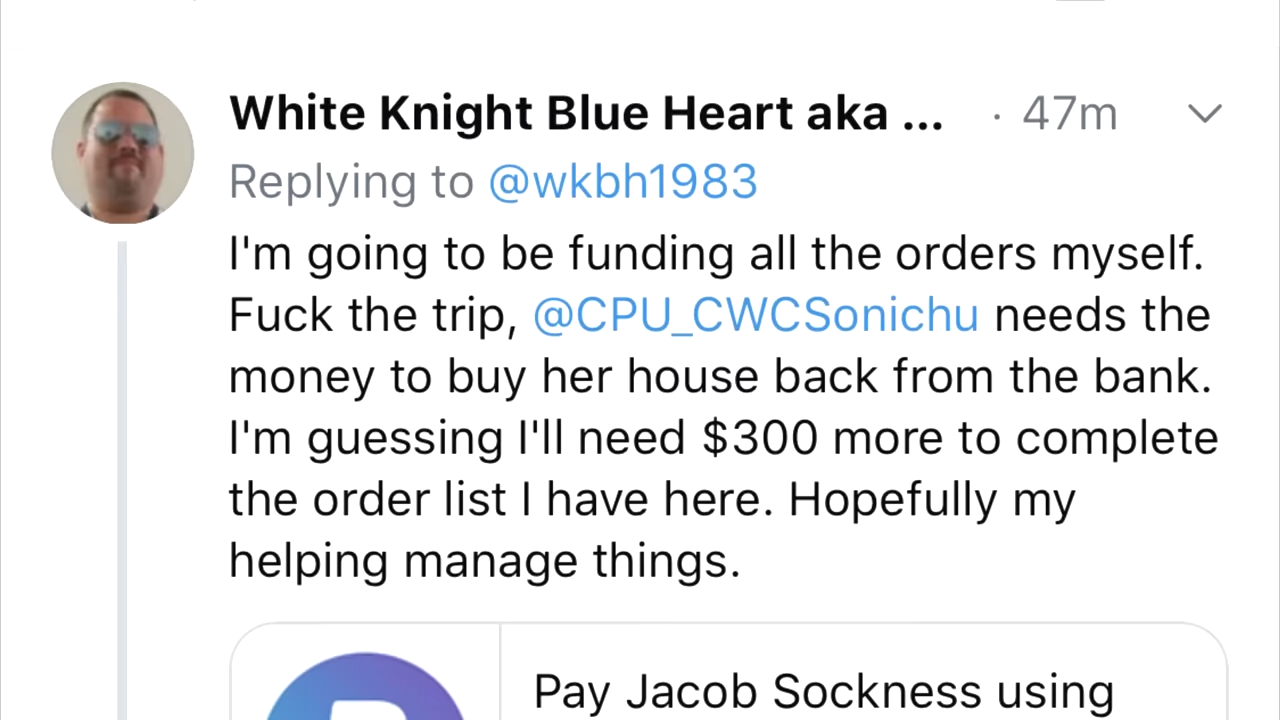 White Knight Blue Heart aka ... · 47m
Replying to @wkbh1983
I'm going to be funding all the orders myself.
Fuck the trip, @CPU_CWCSonichu needs the
money to buy her house back from the bank.
I'm guessing I'll need $300 more to complete
the order list I have here. Hopefully my
helping manage things.
Pay Jacob Sockness using